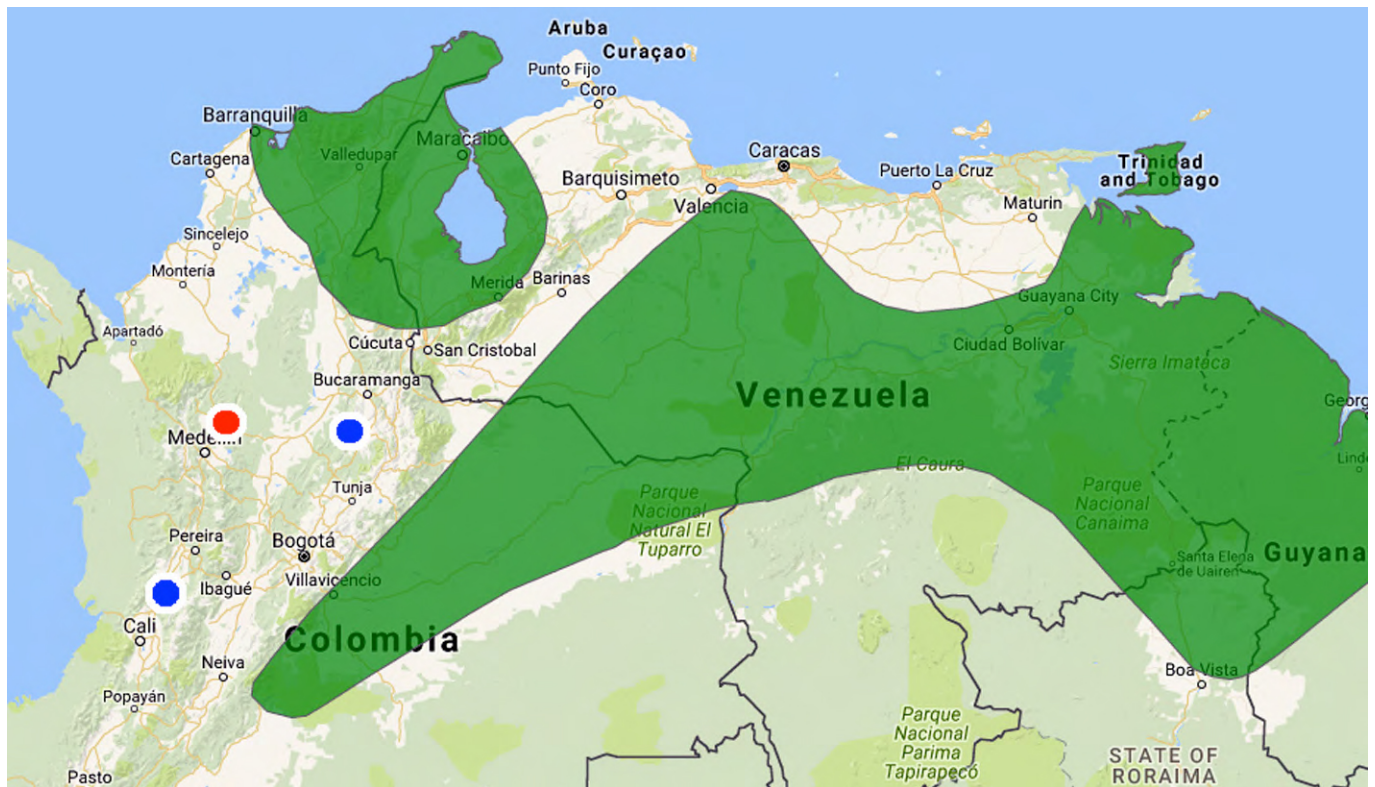 Aruba
Curaçao
Punto Fijo
Coro
Barranquilla
Maracaibo
Cartagena
Valledupar
Caracas
Puerto La Cruz
Trinidad
and Tobago
Barquisimeto
Valencia
Maturin
Sincelejo
Montería
Merida
Barinas
Guayana City
Apartadó
Cúcuta
San Cristobal
Ciudad Bolívar
Sierra Imataca
Bucaramanga
Venezuela
Georg
Medellín
El Caura
Linde
Tunja
Parque
Nacional
Natural El
Tuparro
Parque
Nacional
Canaima
Pereira
Bogotá
Santa Elena
de Uairen
Guyana
Ibagué
Villavicencio
Cali
Colombia
Neiva
Boa Vista
Popayán
Parque
Nacional
Parima
Tapirapecó
STATE OF
RORAIMA
Pasto